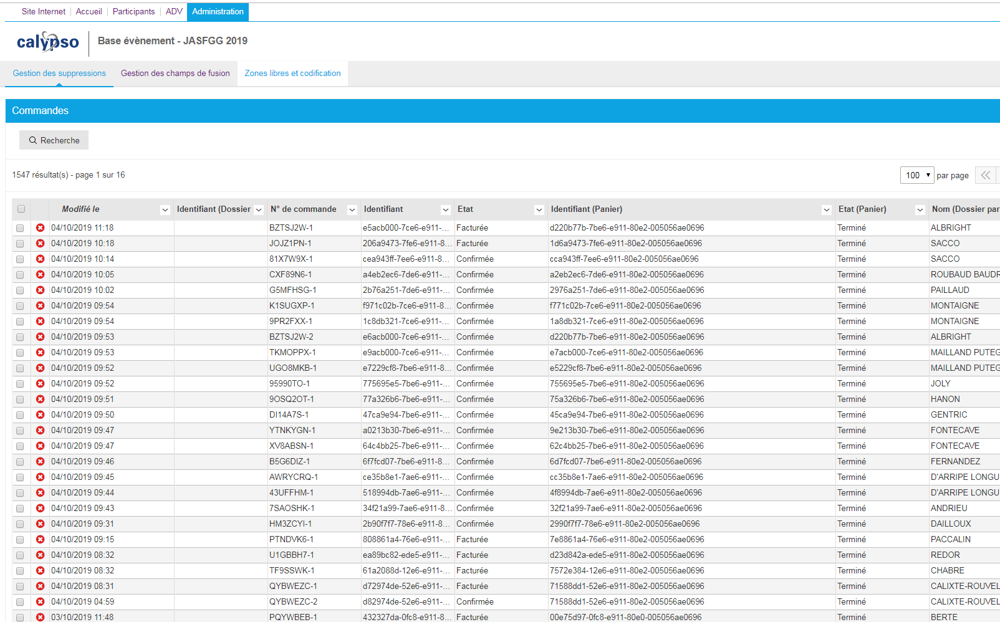 Site Internet Accueil Participants ADV Administration
calypso Base évènement - JASFGG 2019
Gestion des suppressions Gestion des champs de fusion Zones libres et codification
Commandes
Recherche
1547 résultat(s) - page 1 sur 16 100 par page
Modifié le Identifiant (Dossier N° de commande Identifiant Etat Identifiant (Panier) Etat (Panier) Nom (Dossier par
04/10/2019 11:18 BZTSJ2W-1 e5acb000-7ce6-e911-... Facturée d220b77b-7be6-e911-80e2-005056ae0696 Terminé ALBRIGHT
04/10/2019 10:18 JOJZ1PN-1 206a9473-7fe6-e911-8... Facturée 1d6a9473-7fe6-e911-80e2-005056ae0696 Terminé SACCO
04/10/2019 10:14 81X7W9X-1 cea943ff-7ee6-e911-8... Confirmée cca943ff-7ee6-e911-80e2-005056ae0696 Terminé SACCO
04/10/2019 10:05 CXF89N6-1 a4eb2ec6-7de6-e911-... Confirmée a2eb2ec6-7de6-e911-80e2-005056ae0696 Terminé ROUBAUD BAUDR
04/10/2019 10:02 G5MFHSG-1 2b76a251-7de6-e911-... Confirmée 2976a251-7de6-e911-80e2-005056ae0696 Terminé PAILLAUD
04/10/2019 09:54 K1SUGXP-1 f971c02b-7ce6-e911-8... Confirmée f771c02b-7ce6-e911-80e2-005056ae0696 Terminé MONTAIGNE
04/10/2019 09:54 9PR2FXX-1 1c8db321-7ce6-e911-... Confirmée 1a8db321-7ce6-e911-80e2-005056ae0696 Terminé MONTAIGNE
04/10/2019 09:53 BZTSJ2W-2 e6acb000-7ce6-e911-... Confirmée d220b77b-7be6-e911-80e2-005056ae0696 Terminé ALBRIGHT
04/10/2019 09:53 TKMOPPX-1 e9acb000-7ce6-e911-... Confirmée e7acb000-7ce6-e911-80e2-005056ae0696 Terminé MAILLAND PUTEG
04/10/2019 09:52 UGO8MKB-1 e7229cf8-7be6-e911-8... Confirmée e5229cf8-7be6-e911-80e2-005056ae0696 Terminé MAILLAND PUTEG
04/10/2019 09:52 95990TO-1 775695e5-7be6-e911-... Confirmée 755695e5-7be6-e911-80e2-005056ae0696 Terminé JOLY
04/10/2019 09:51 9OSQ2OT-1 77a326b6-7be6-e911-... Confirmée 75a326b6-7be6-e911-80e2-005056ae0696 Terminé HANON
04/10/2019 09:50 DI14A7S-1 47ca9e94-7be6-e911-... Confirmée 45ca9e94-7be6-e911-80e2-005056ae0696 Terminé GENTRIC
04/10/2019 09:47 YTNKYGN-1 a0213b30-7be6-e911-... Confirmée 9e213b30-7be6-e911-80e2-005056ae0696 Terminé FONTECAVE
04/10/2019 09:47 XV8ABSN-1 64c4bb25-7be6-e911-... Confirmée 62c4bb25-7be6-e911-80e2-005056ae0696 Terminé FONTECAVE
04/10/2019 09:46 B5G6DIZ-1 6f7fcd07-7be6-e911-8... Confirmée 6d7fcd07-7be6-e911-80e2-005056ae0696 Terminé FERNANDEZ
04/10/2019 09:45 AWRYCRQ-1 ce35b8e1-7ae6-e911-... Confirmée cc35b8e1-7ae6-e911-80e2-005056ae0696 Terminé D'ARRIPE LONGU
04/10/2019 09:44 43UFFHM-1 518994db-7ae6-e911-... Confirmée 4f8994db-7ae6-e911-80e2-005056ae0696 Terminé D'ARRIPE LONGU
04/10/2019 09:43 7SAOSHK-1 34f21a99-7ae6-e911-8... Confirmée 32f21a99-7ae6-e911-80e2-005056ae0696 Terminé ANDRIEU
04/10/2019 09:31 HM3ZCYI-1 2b90f7f7-78e6-e911-8... Confirmée 2990f7f7-78e6-e911-80e2-005056ae0696 Terminé DAILLOUX
04/10/2019 09:15 PTNDVK6-1 808861a4-76e6-e911-... Facturée 7e8861a4-76e6-e911-80e2-005056ae0696 Terminé PACCALIN
04/10/2019 08:32 U1GBBH7-1 ea89bc82-ede5-e911-... Facturée d23d842a-ede5-e911-80e2-005056ae0696 Terminé REDOR
04/10/2019 08:32 TF9SSWK-1 61a2088d-12e6-e911-... Facturée 7572e384-12e6-e911-80e2-005056ae0696 Terminé CHABRE
04/10/2019 08:31 QYBWEZC-1 d72974de-52e6-e911-... Facturée 71588dd1-52e6-e911-80e2-005056ae0696 Terminé CALIXTE-ROUVEL
04/10/2019 04:59 QYBWEZC-2 d82974de-52e6-e911-... Confirmée 71588dd1-52e6-e911-80e2-005056ae0696 Terminé CALIXTE-ROUVEL
03/10/2019 11:48 PQYWBEB-1 432327da-0fc8-e911-8... Facturée 00e75d97-0fc8-e911-80e0-005056ae0696 Terminé BERTE